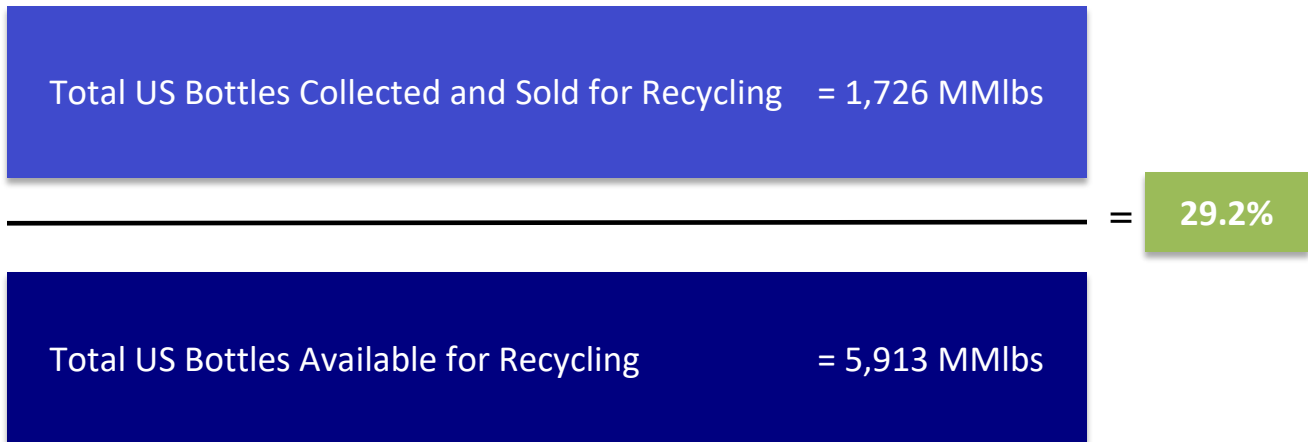 Total US Bottles Collected and Sold for Recycling = 1,726 MMlbs
= 29.2%
Total US Bottles Available for Recycling = 5,913 MMlbs